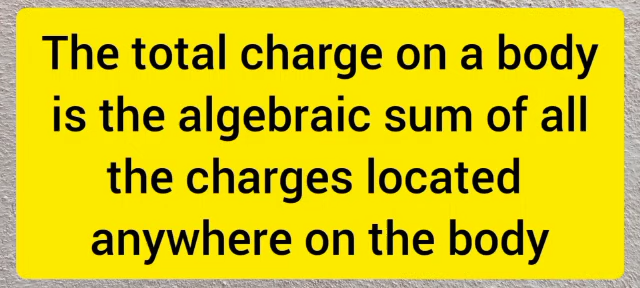 The total charge on a body
is the algebraic sum of all
the charges located
anywhere on the body